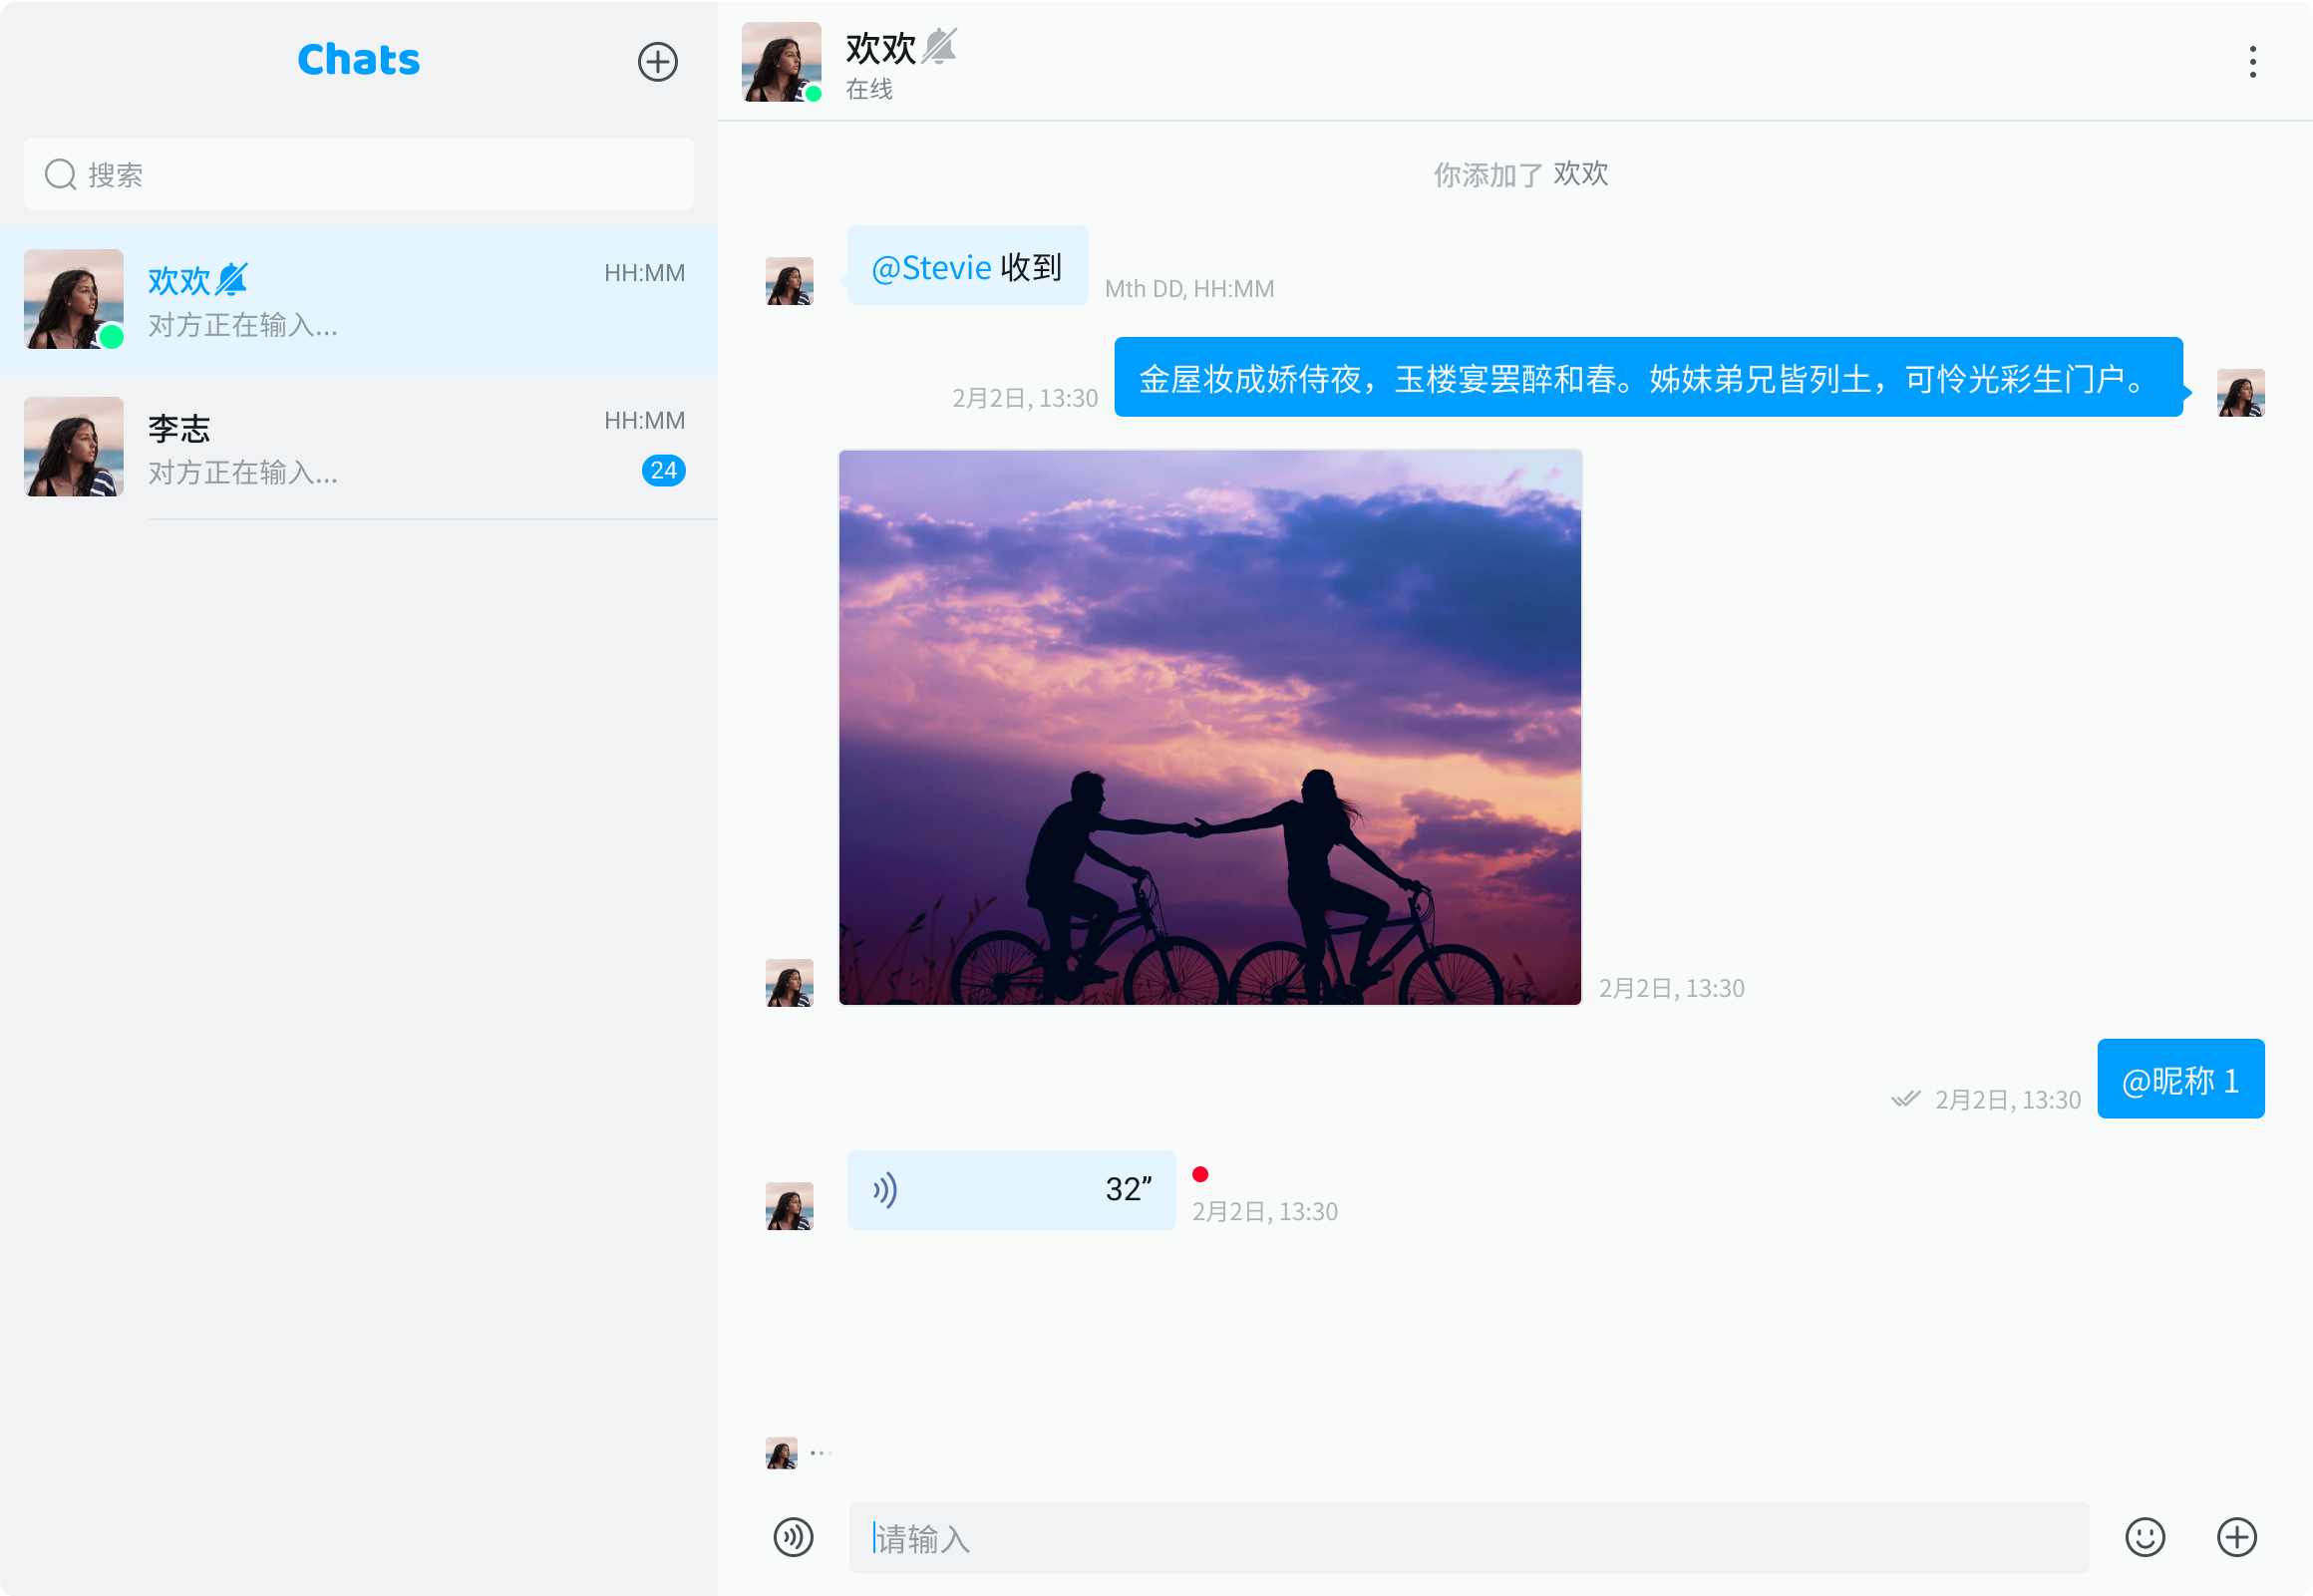 Chats
搜索
欢欢
HH:MM
对方正在输入...
李志
HH:MM
对方正在输入...
24
欢欢
在线
你添加了 欢欢
@Stevie 收到
Mth DD, HH:MM
金屋妆成娇侍夜，玉楼宴罢醉和春。姊妹弟兄皆列土，可怜光彩生门户。
2月2日, 13:30
2月2日, 13:30
@昵称 1
2月2日, 13:30
32”
2月2日, 13:30
请输入